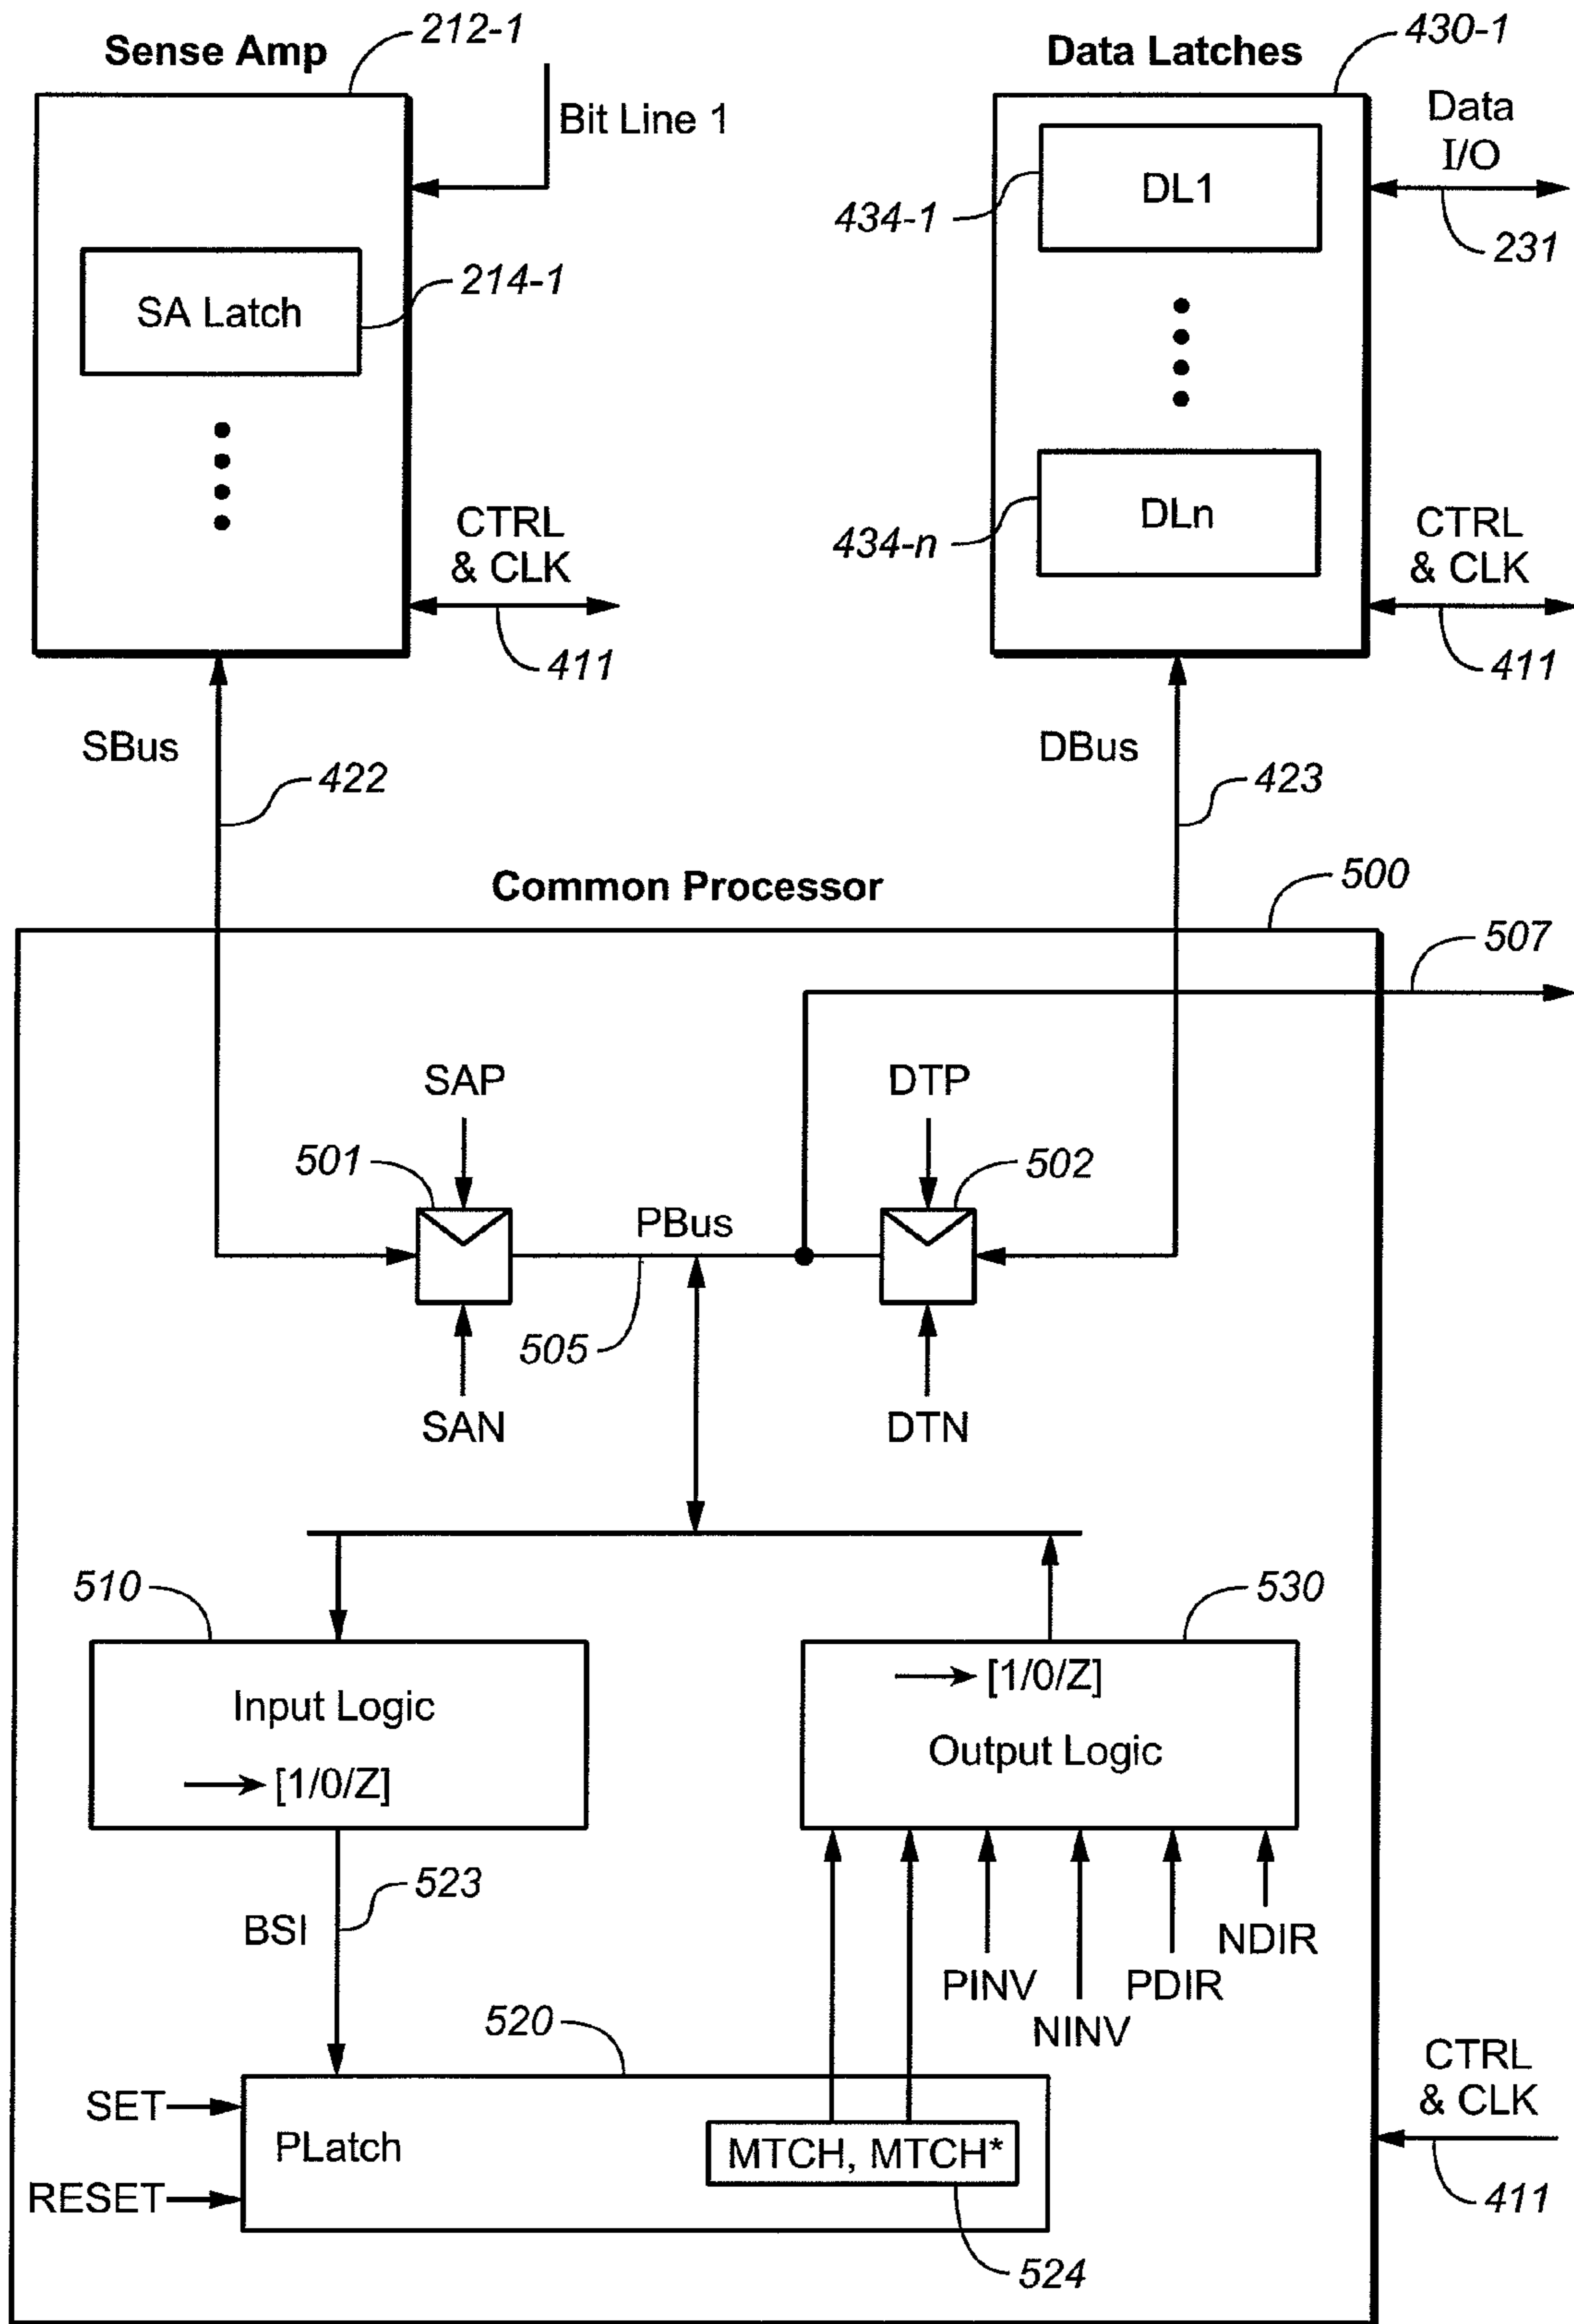 Sense Amp
212-1
Bit Line 1
SA Latch
214-1
CTRL
& CLK
411
Data Latches
430-1
Data
I/O
231
DL1
434-1
DLn
434-n
CTRL
& CLK
411
SBus
422
DBus
423
Common Processor
500
507
SAP
501
DTP
502
PBus
505
SAN
DTN
510
Input Logic
[1/0/Z]
530
[1/0/Z]
Output Logic
523
BSI
PINV
NINV
PDIR
NDIR
520
SET
RESET
PLatch
MTCH, MTCH*
524
CTRL
& CLK
411